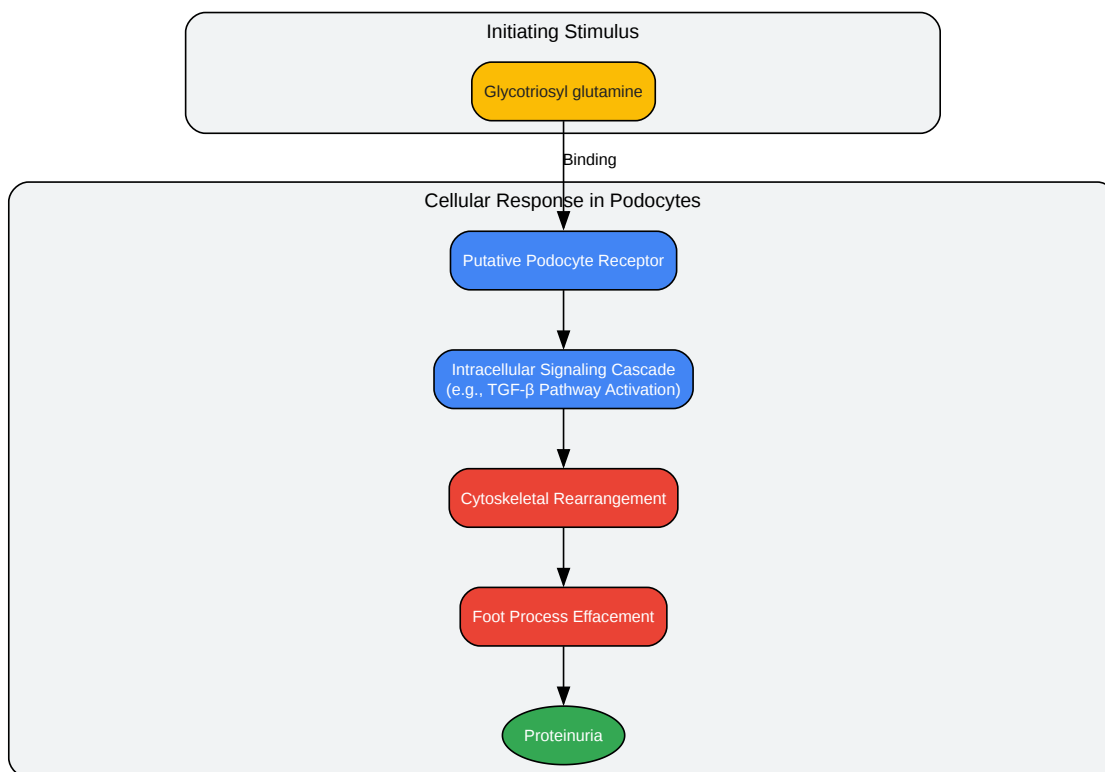 Initiating Stimulus
Glycotriosyl glutamine
Binding
Cellular Response in Podocytes
Putative Podocyte Receptor
Intracellular Signaling Cascade
(e.g., TGF-β Pathway Activation)
Cytoskeletal Rearrangement
Foot Process Effacement
Proteinuria